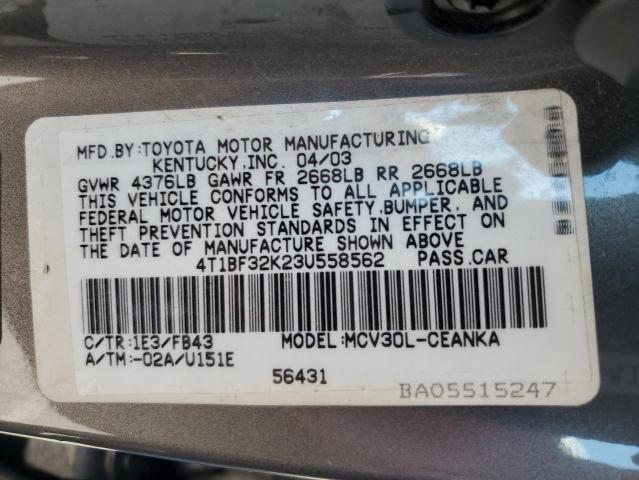 MFD.BY:TOYOTA MOTOR MANUFACTURING
KENTUCKY,INC. 04/03
GVWR 4376LB GAWR FR 2668LB RR 2668LB
THIS VEHICLE CONFORMS TO ALL APPLICABLE
FEDERAL MOTOR VEHICLE SAFETY,BUMPER, AND
THEFT PREVENTION STANDARDS IN EFFECT ON
THE DATE OF MANUFACTURE SHOWN ABOVE
4T1BF32K23U558562 PASS.CAR
C/TR:1E3/FB43 MODEL:MCV30L-CEANKA
A/TM:-02A/U151E
56431
BA05515247